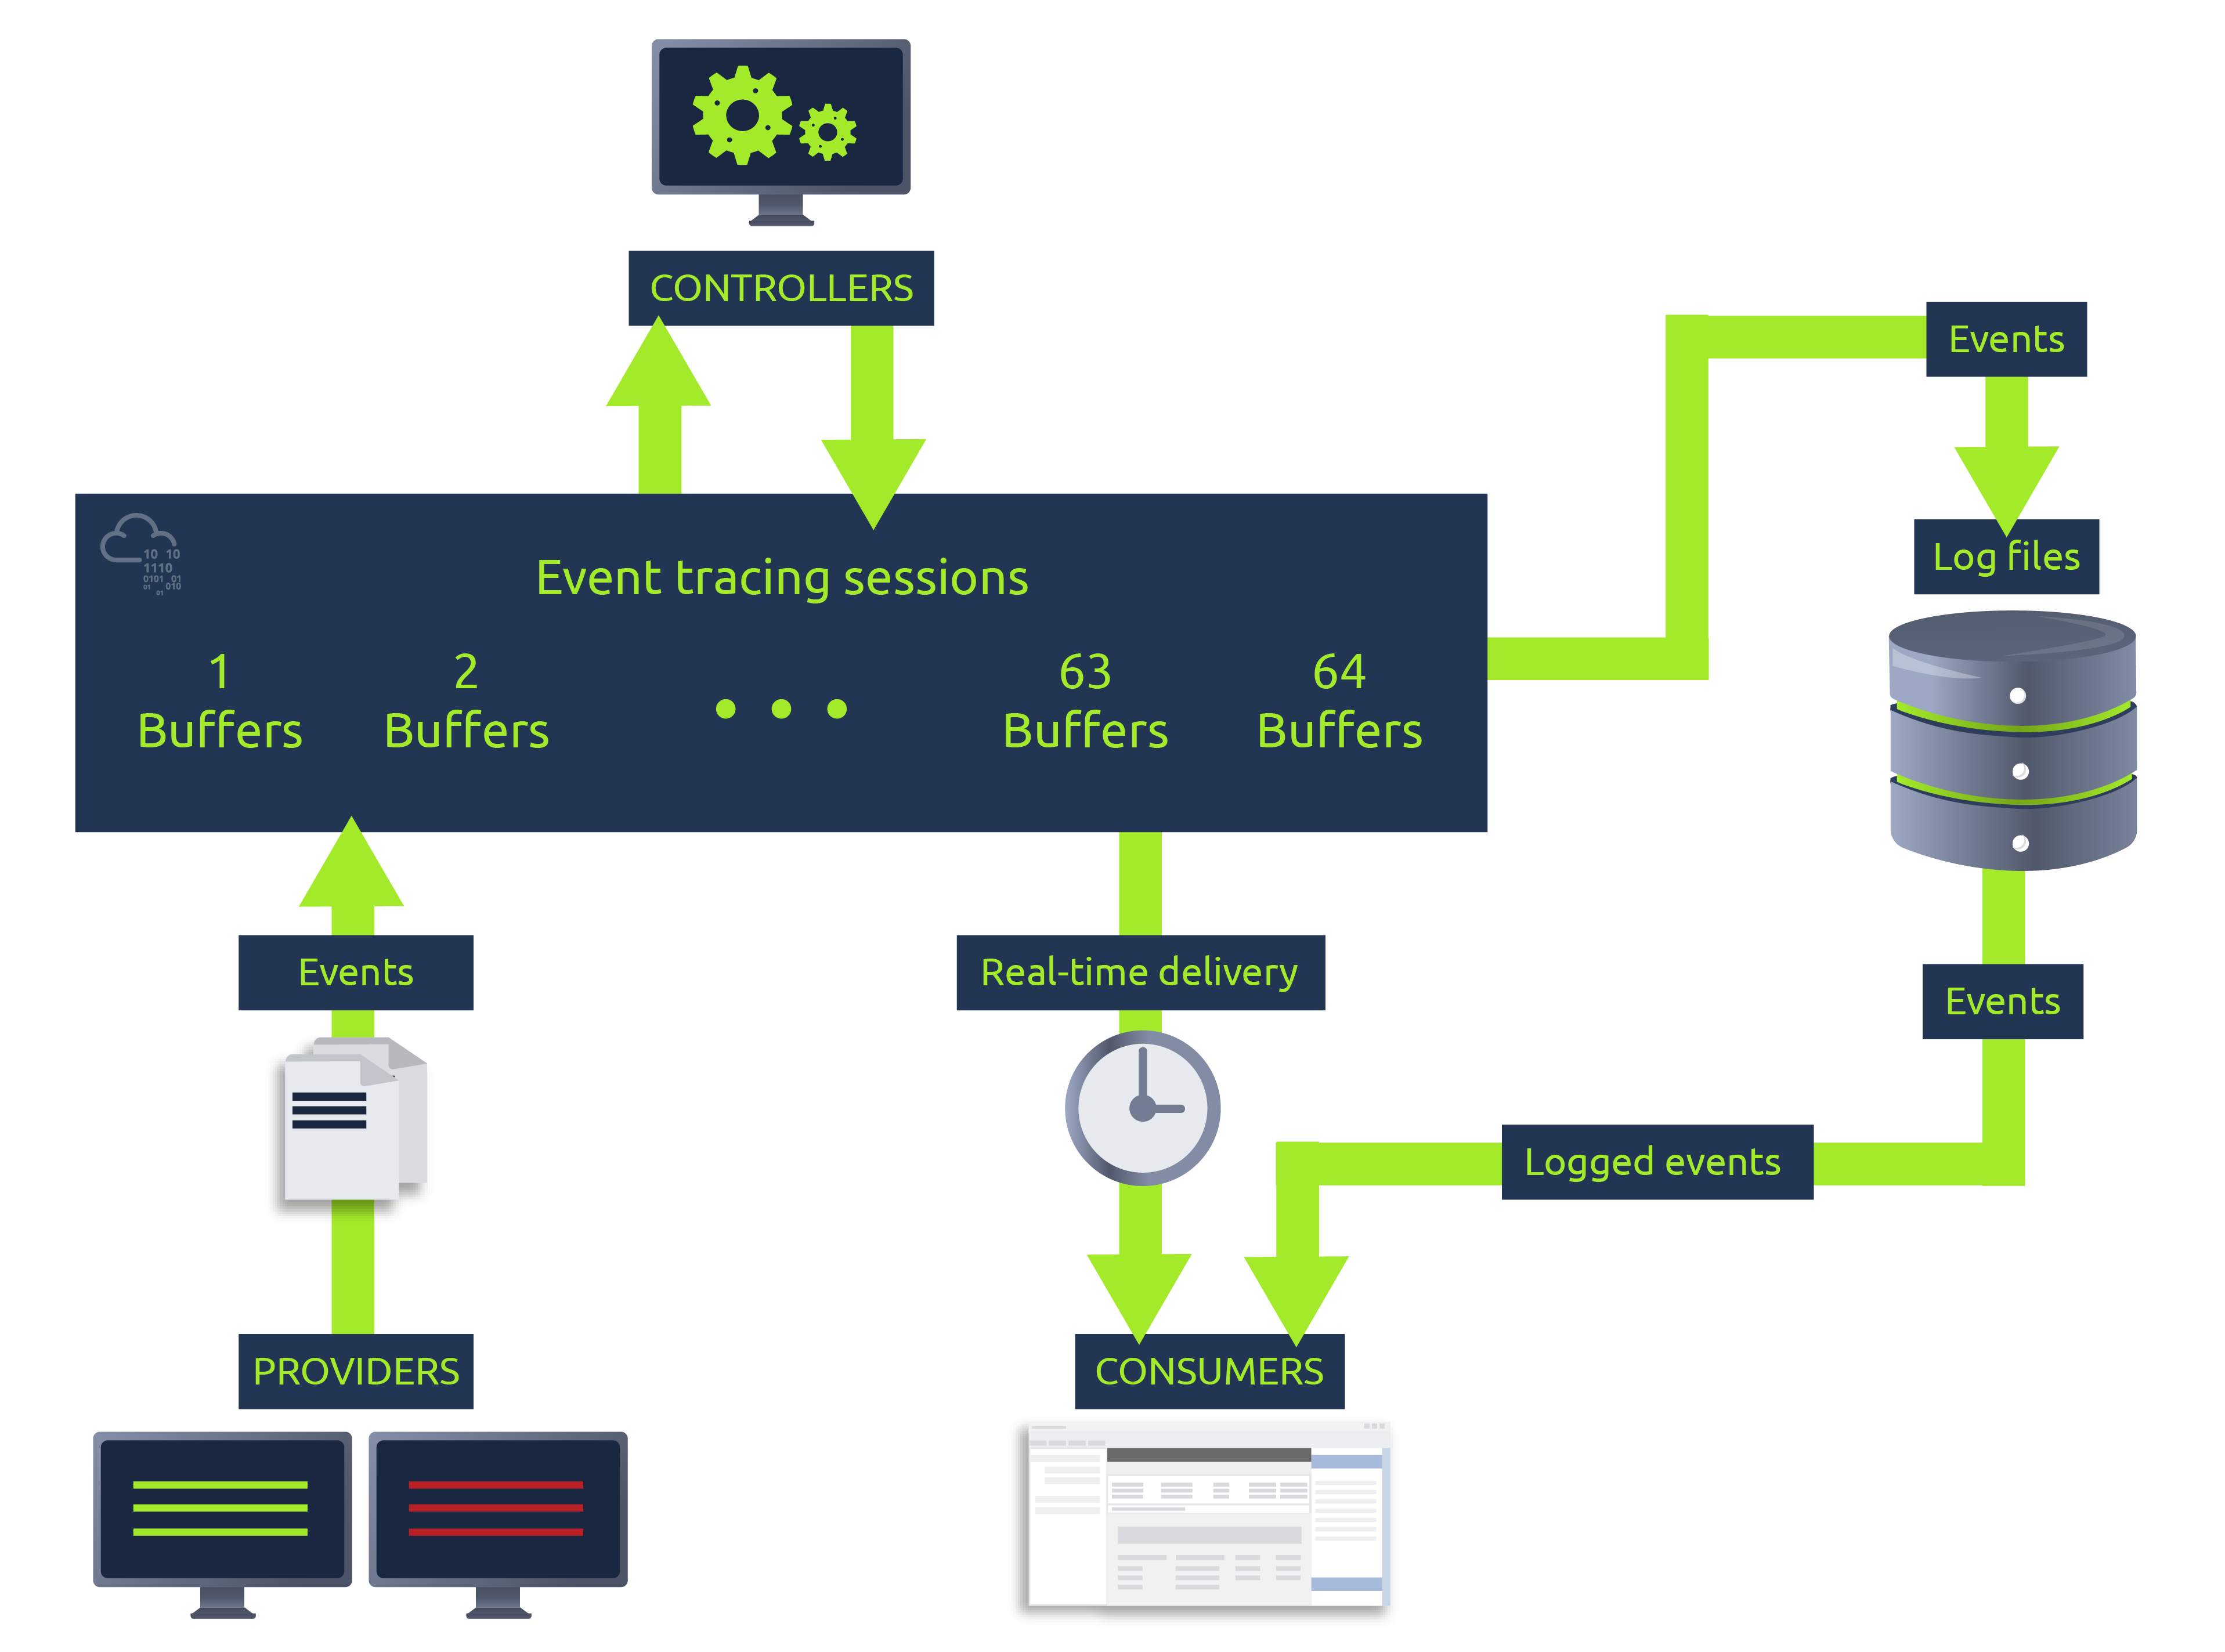 CONTROLLERS
Events
Log files
10 10
1110
0101 01
01 010
01
Event tracing sessions
1
Buffers
2
Buffers
63
Buffers
64
Buffers
Events
Real-time delivery
Events
Logged events
PROVIDERS
CONSUMERS